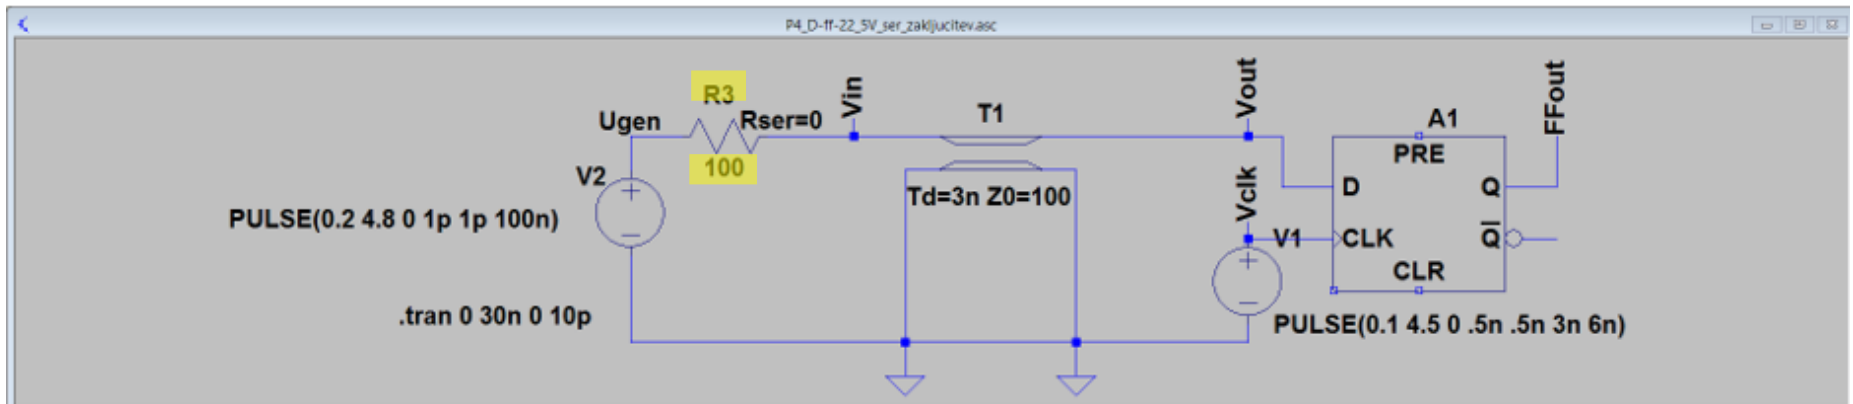 P4_D-ff-22_5V_ser_zakljucitev.asc
R3
Ugen
Rser=0
Vin
T1
Vout
A1
FFout
PRE
V2
100
Td=3n Z0=100
Vclk
D
Q
PULSE(0.2 4.8 0 1p 1p 100n)
V1
CLK
Q
CLR
.tran 0 30n 0 10p
PULSE(0.1 4.5 0 .5n .5n 3n 6n)